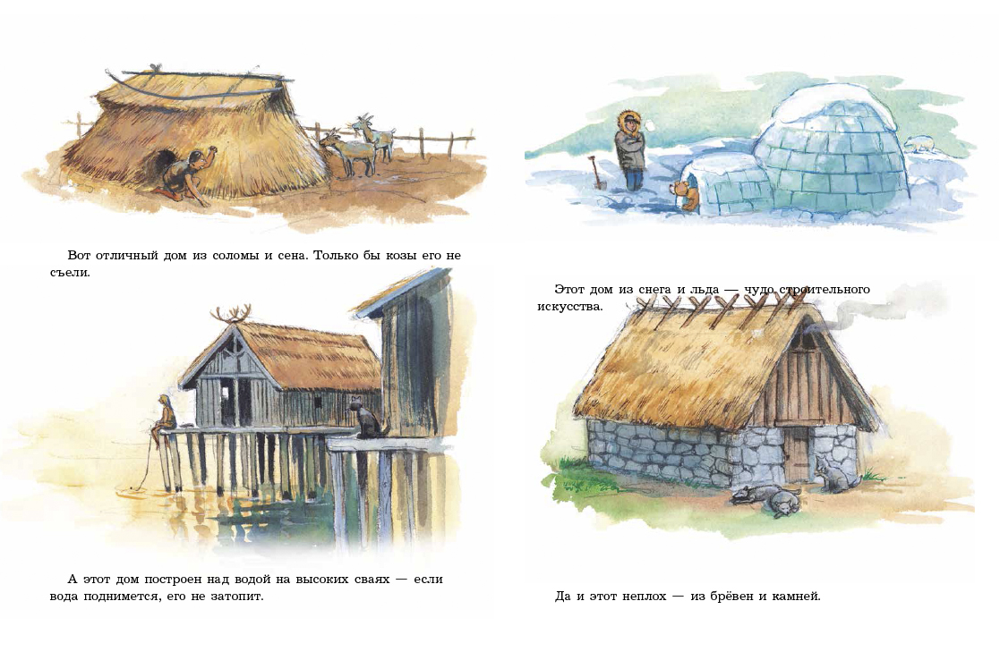 Вот отличный дом из соломы и сена. Только бы козы его не
съели.
А этот дом построен над водой на высоких сваях — если
вода поднимется, его не затопит.
Этот дом из снега и льда — чудо строительного
искусства.
Да и этот неплох — из брёвен и камней.